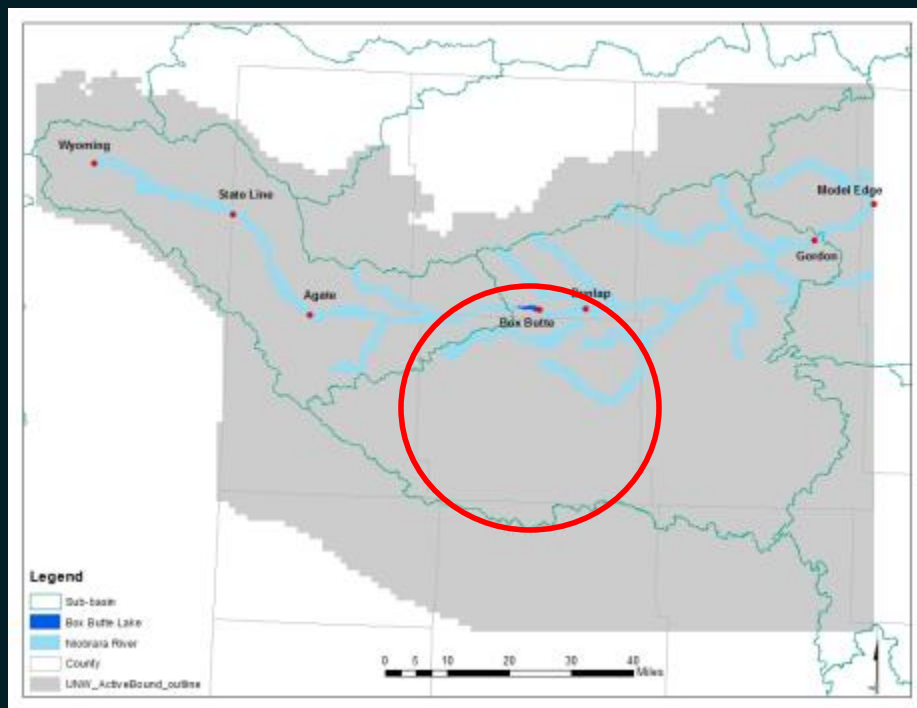 Wyoming
State Line
Model Edge
Gordon
Agate
Dunlap
Box Butte
Legend
Sub-basin
Box Butte Lake
Niobrara River
County
UNW_ActiveBound_outline
0 5 10 20 30 40
Miles